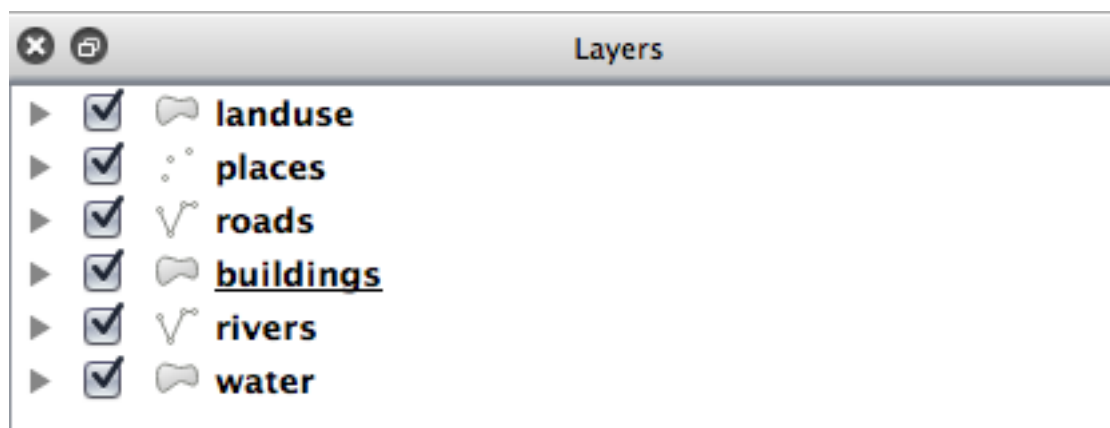 Layers
landuse
places
roads
buildings
rivers
water